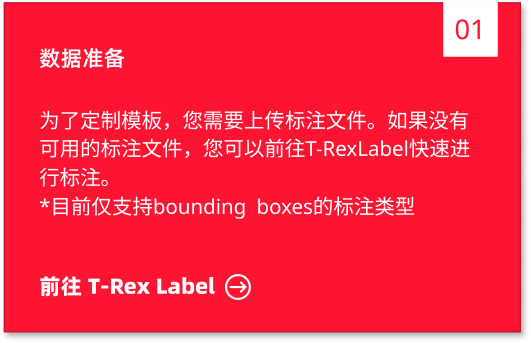 01
数据准备
为了定制模板，您需要上传标注文件。如果没有
可用的标注文件，您可以前往T-RexLabel快速进
行标注。
*目前仅支持bounding boxes的标注类型
前往 T-Rex Label